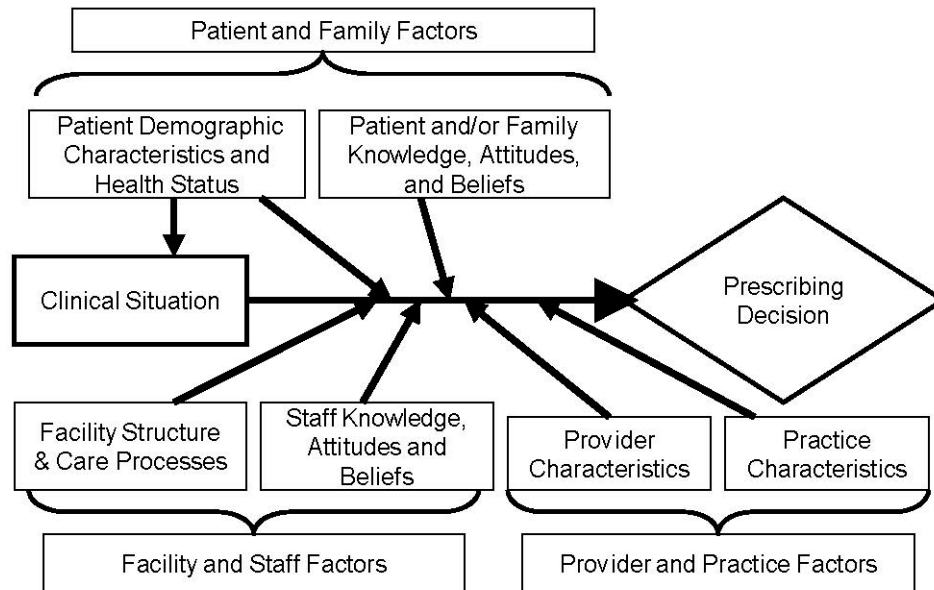 Patient and Family Factors
Patient Demographic
Characteristics and
Health Status
Patient and/or Family
Knowledge, Attitudes,
and Beliefs
Clinical Situation
Prescribing
Decision
Facility Structure
& Care Processes
Staff Knowledge,
Attitudes and
Beliefs
Provider
Characteristics
Practice
Characteristics
Facility and Staff Factors
Provider and Practice Factors